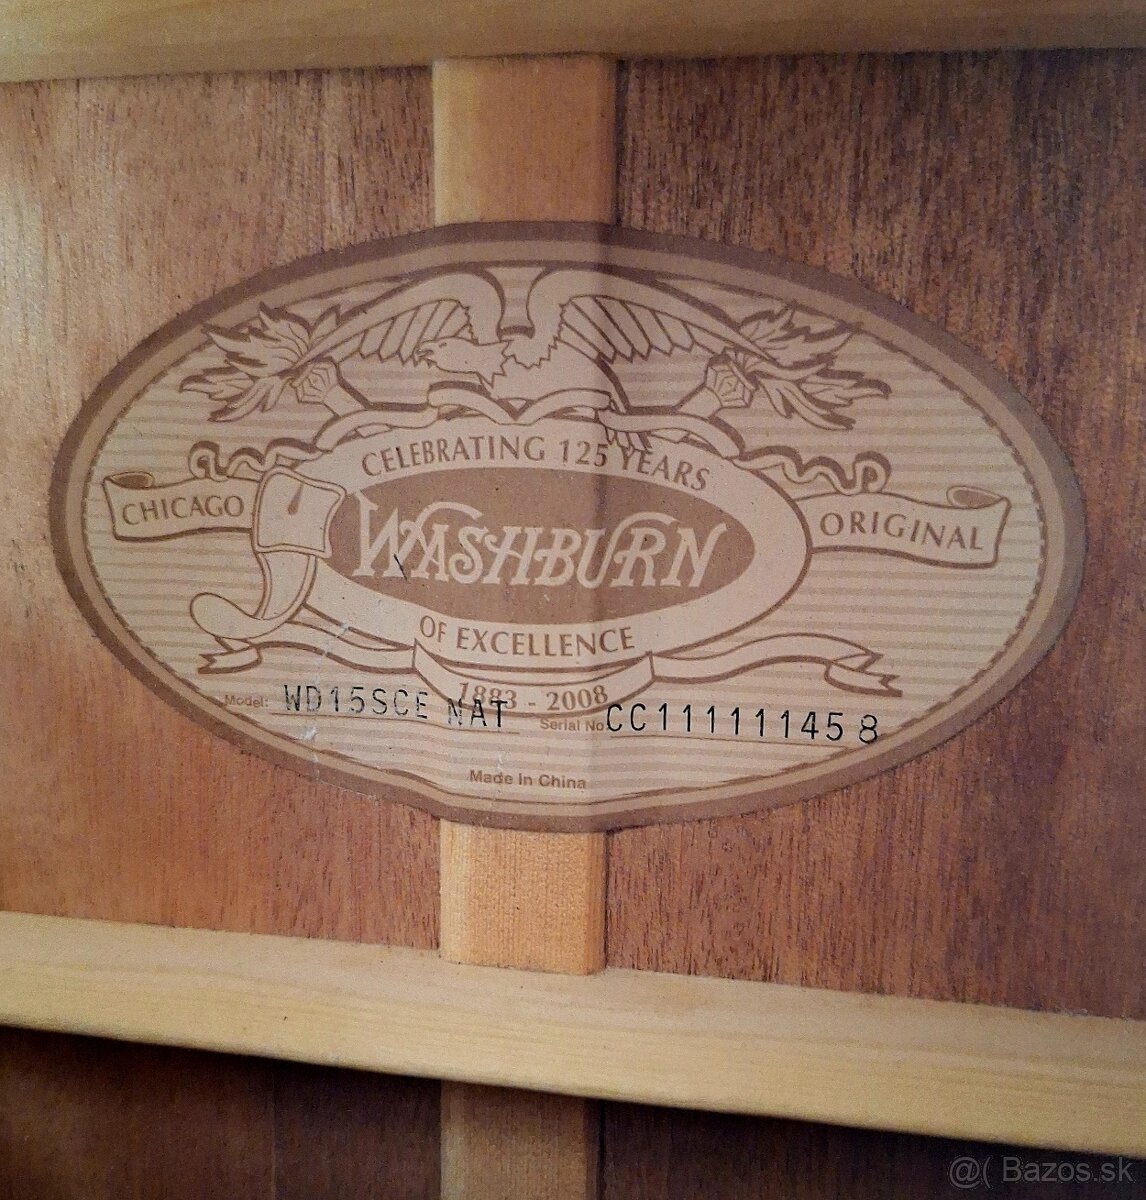 CELEBRATING 125 YEARS
CHICAGO
WASHBURN
ORIGINAL
OF EXCELLENCE
1883 - 2008
Model: WD15SCE NAT
Serial No. CC111111458
Made In China
@( Bazos.sk